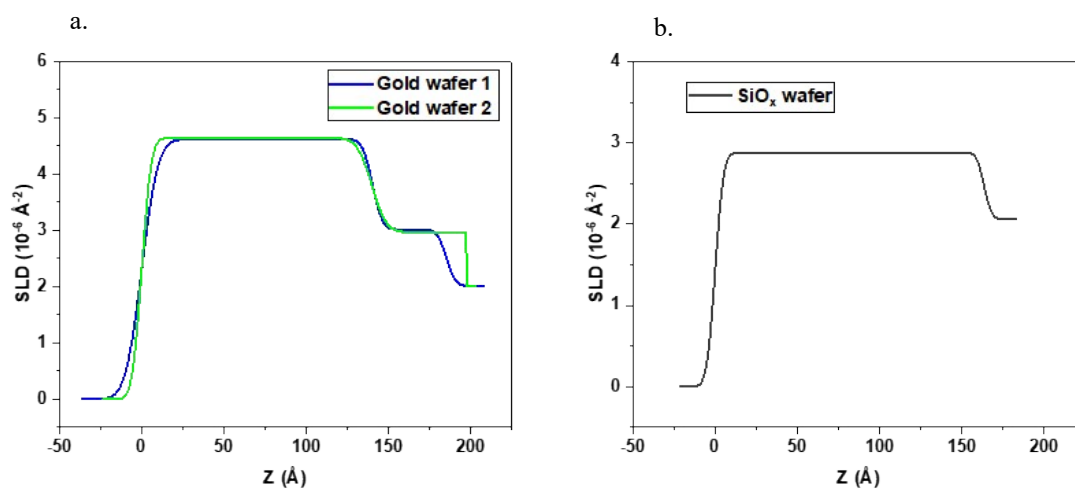 a.
b.
6
5
4
3
2
1
0
SLD (10⁻⁶ Å⁻²)
Gold wafer 1
Gold wafer 2
-50 0 50 100 150 200
Z (Å)
4
3
2
1
0
SLD (10⁻⁶ Å⁻²)
SiOₓ wafer
-50 0 50 100 150 200
Z (Å)